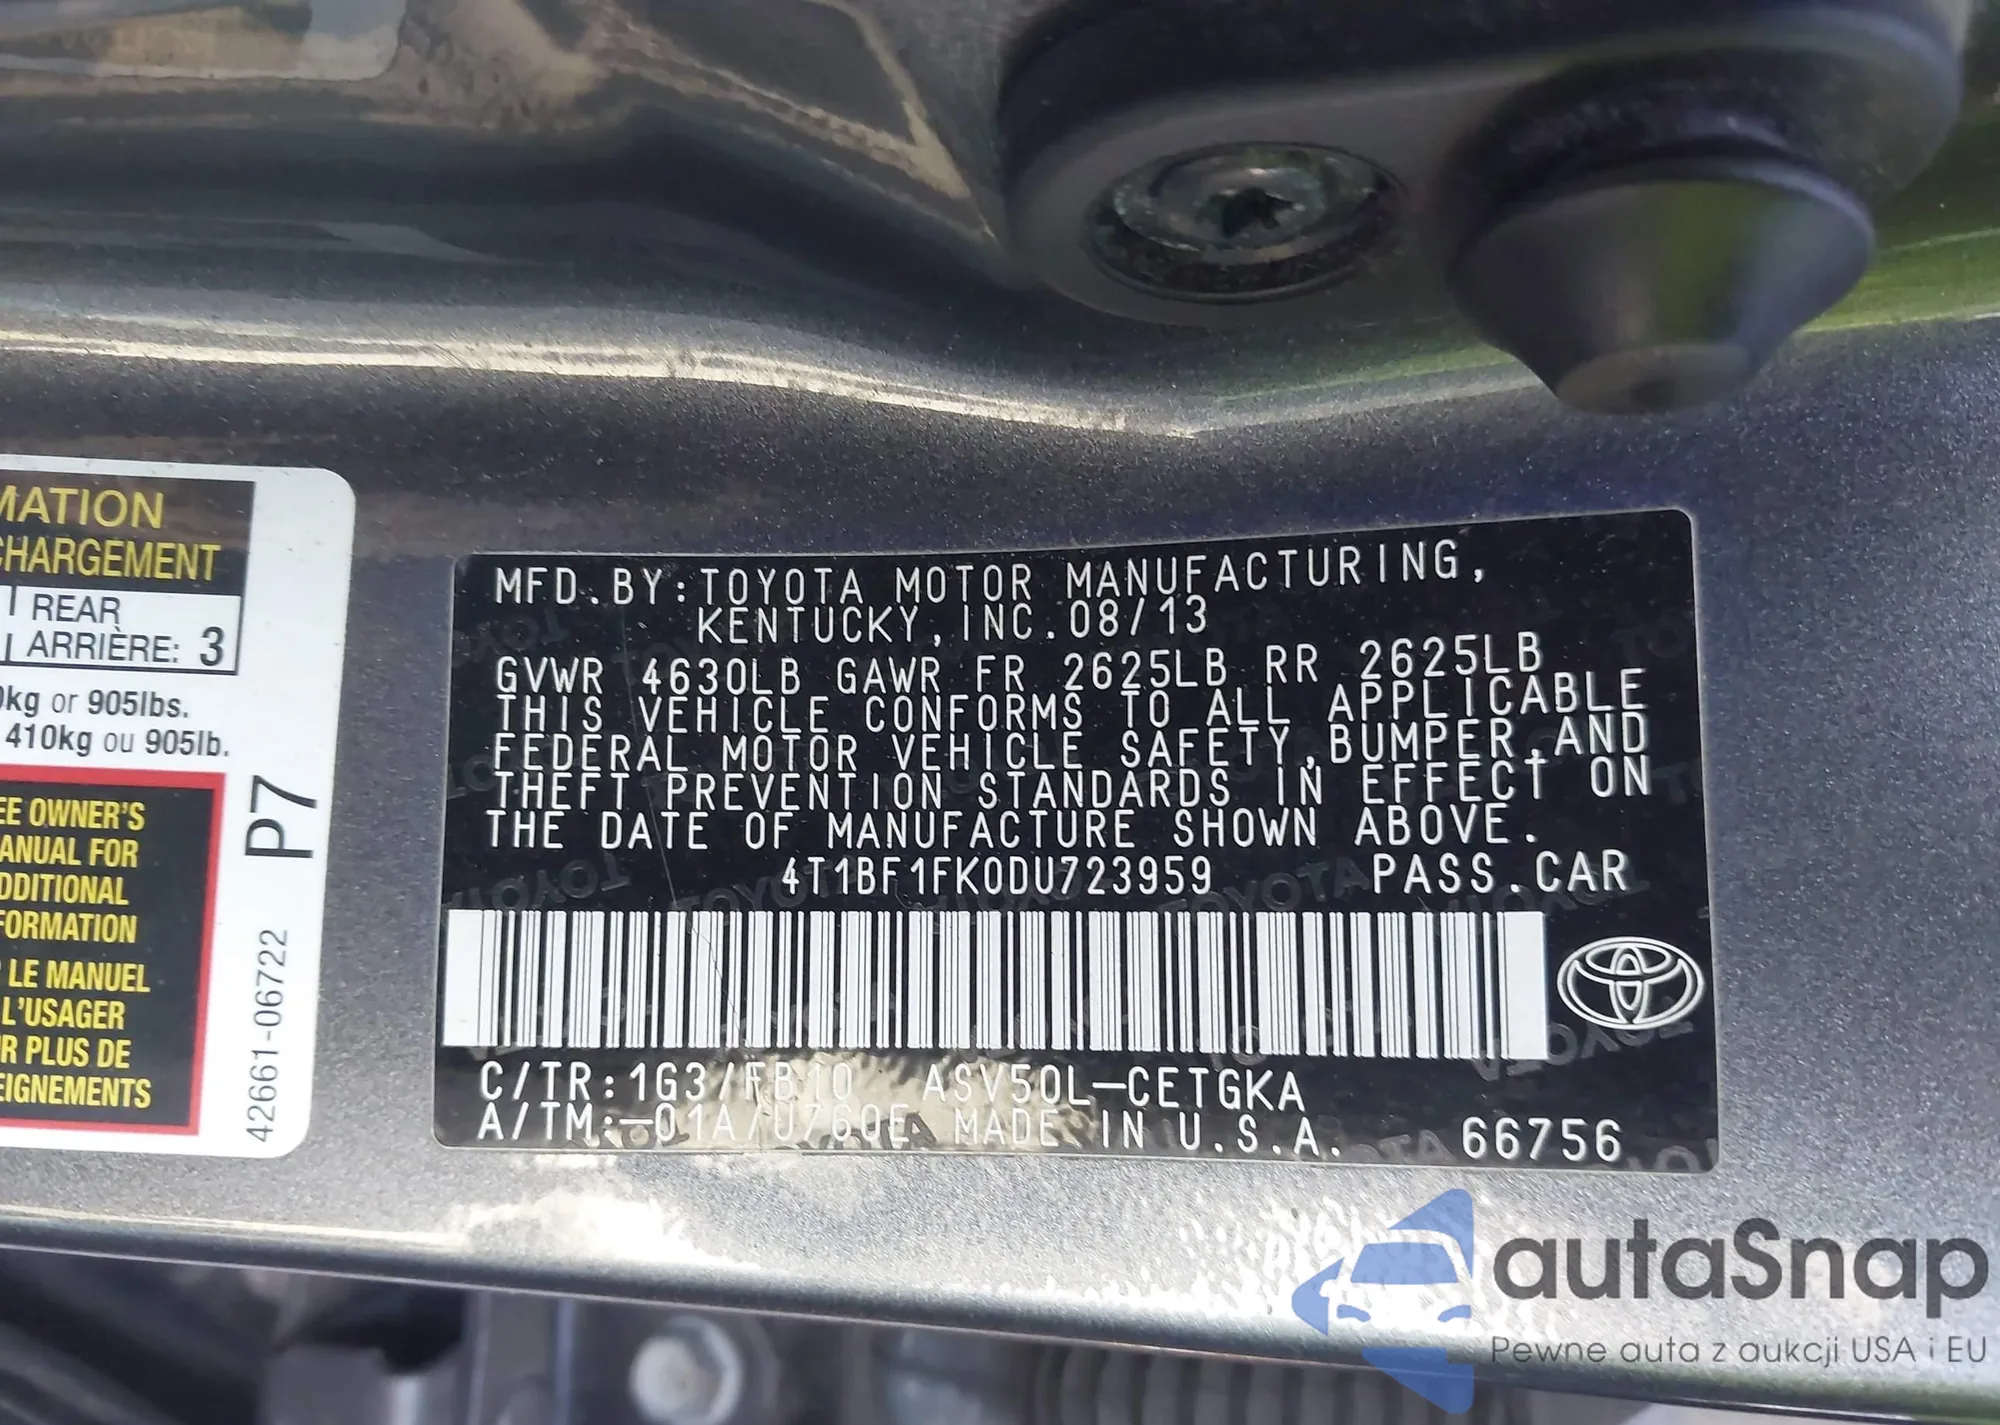 MATION
CHARGEMENT
REAR
ARRIÈRE: 3
0kg or 905lbs.
410kg ou 905lb.
EE OWNER'S
ANUAL FOR
DDITIONAL
FORMATION
LE MANUEL
L'USAGER
R PLUS DE
EIGNEMENTS
P7
42661-06722
MFD. BY: TOYOTA MOTOR MANUFACTURING,
KENTUCKY, INC. 08/13
GVWR 4630LB GAWR FR 2625LB RR 2625LB
THIS VEHICLE CONFORMS TO ALL APPLICABLE
FEDERAL MOTOR VEHICLE SAFETY, BUMPER, AND
THEFT PREVENTION STANDARDS IN EFFECT ON
THE DATE OF MANUFACTURE SHOWN ABOVE.
4T1BF1FK0DU723959 PASS. CAR
C/TR: 1G3/FB10 ASV50L-CETGKA
A/TM: -01A/U760E MADE IN U.S.A. 66756
autaSnap
Pewne auta z aukcji USA i EU